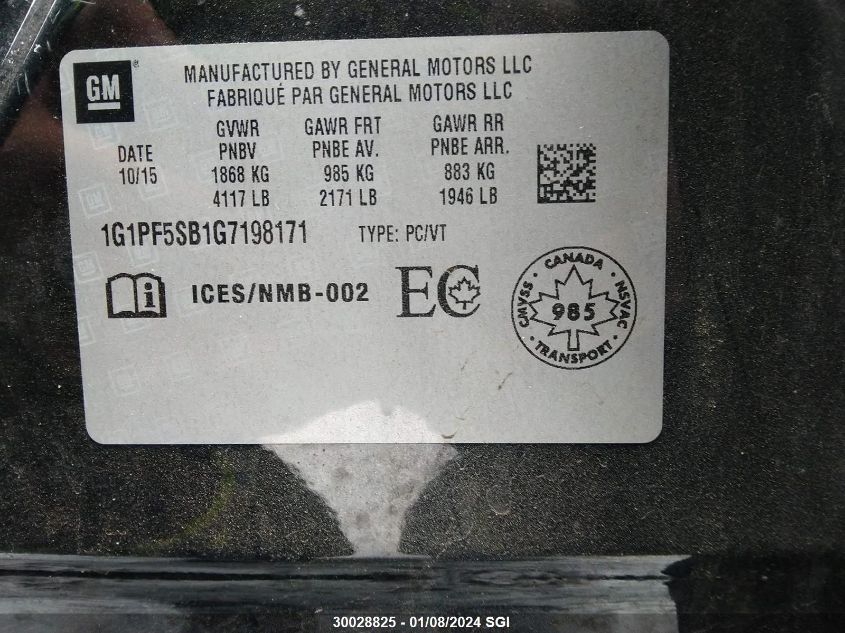 GM ®
MANUFACTURED BY GENERAL MOTORS LLC
FABRIQUÉ PAR GENERAL MOTORS LLC
GVWR GAWR FRT GAWR RR
DATE PNBV PNBE AV. PNBE ARR.
10/15 1868 KG 985 KG 883 KG
4117 LB 2171 LB 1946 LB
1G1PF5SB1G7198171 TYPE: PC/VT
i ICES/NMB-002 EC
CANADA
CMVSS 985 NSVAC
TRANSPORT
30028825 - 01/08/2024 SGI